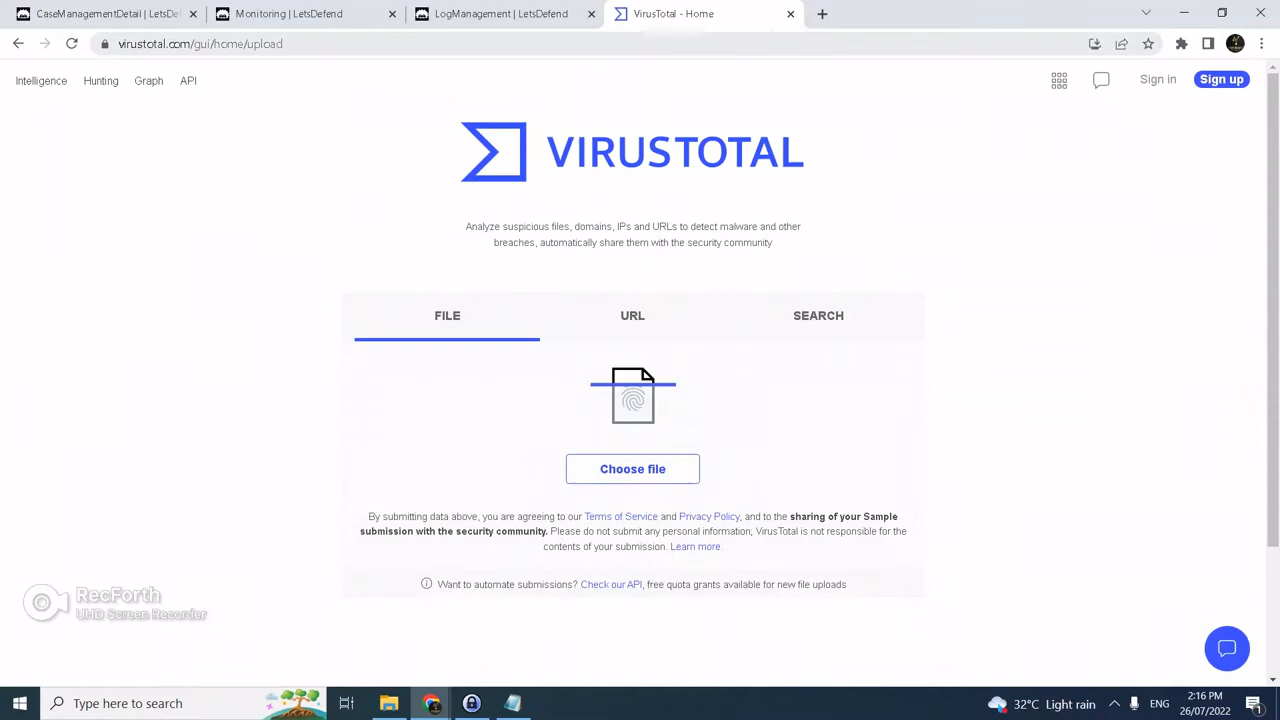 CaseManagementDetail | LetsDef
Monitoring | LetsDefend
LogManagement | LetsDefend
VirusTotal - Home
virustotal.com/gui/home/upload
Intelligence Hunting Graph API
Sign in Sign up
VIRUSTOTAL
Analyze suspicious files, domains, IPs and URLs to detect malware and other
breaches, automatically share them with the security community
FILE URL SEARCH
Choose file
By submitting data above, you are agreeing to our Terms of Service and Privacy Policy, and to the sharing of your Sample
submission with the security community. Please do not submit any personal information; VirusTotal is not responsible for the
contents of your submission. Learn more.
Want to automate submissions? Check our API, free quota grants available for new file uploads
RecForth
UHD Screen Recorder
Type here to search
32°C Light rain
ENG
2:16 PM
26/07/2022
1